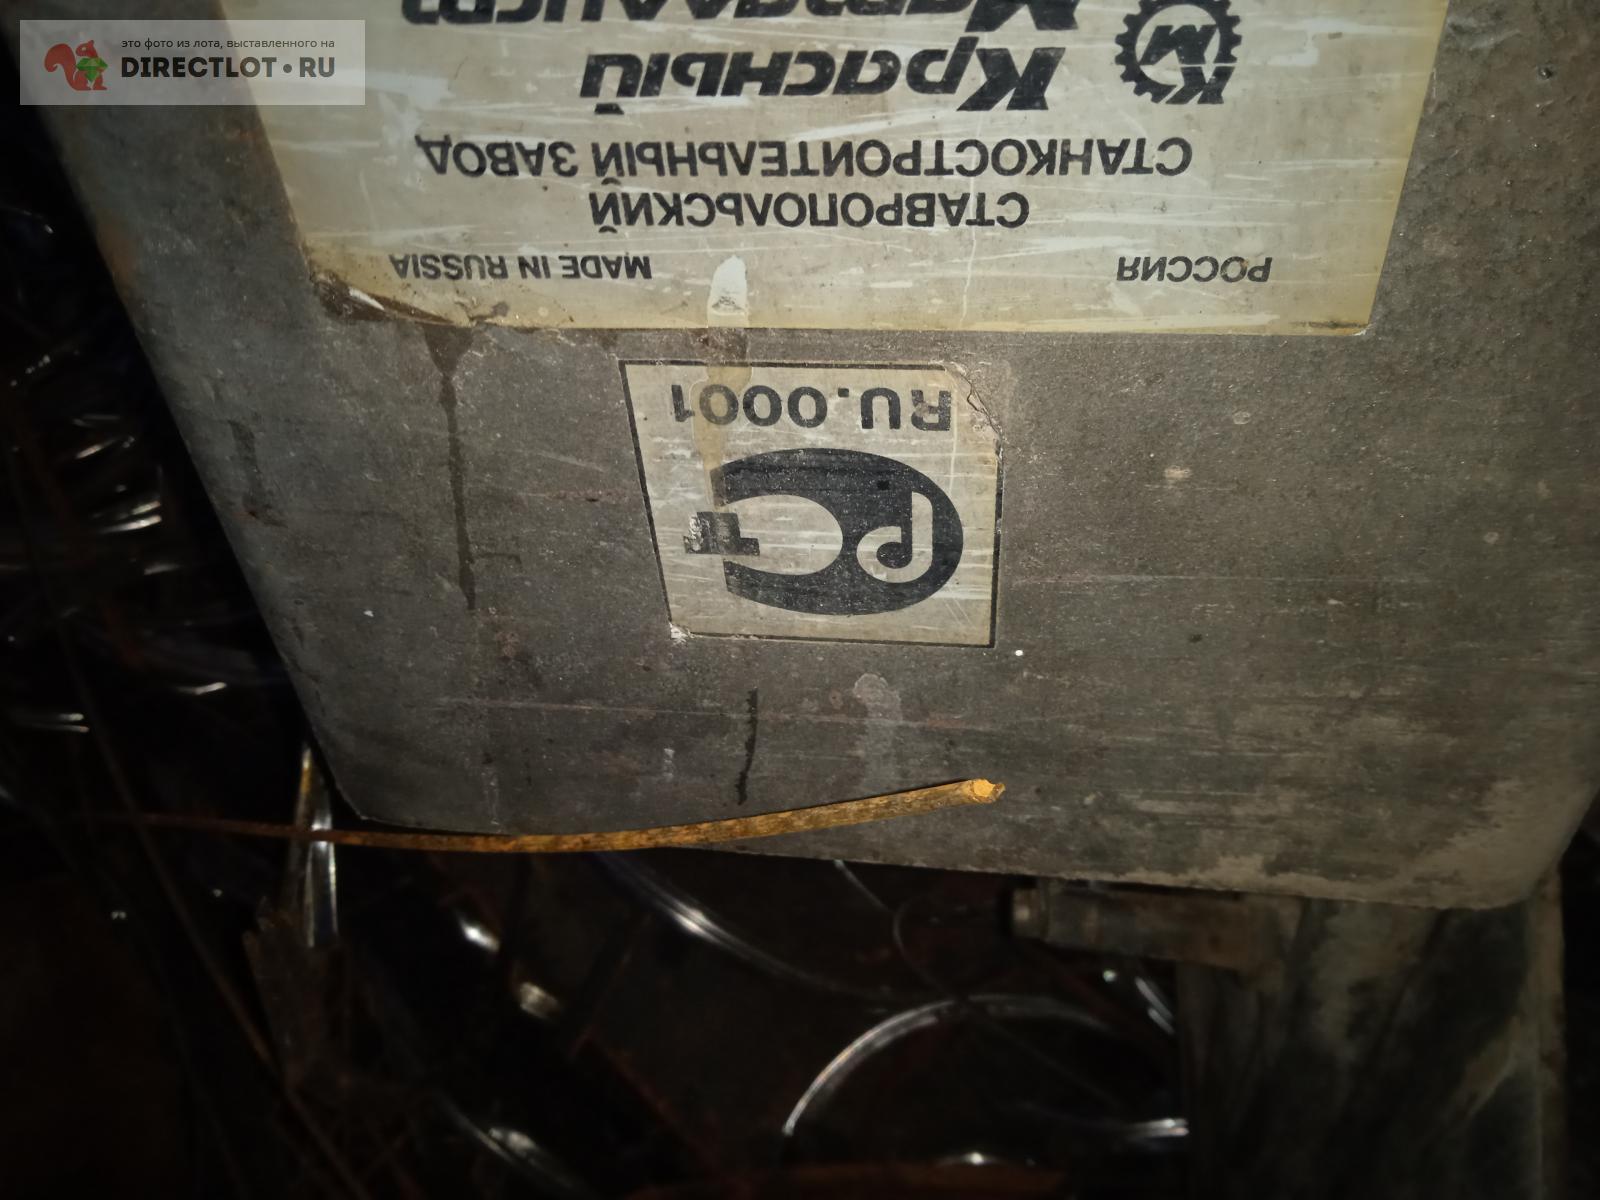 это фото из лота, выставленного на
DIRECTLOT•RU
РОССИЯ MADE IN RUSSIA
СТАВРОПОЛЬСКИЙ
СТАНКОСТРОИТЕЛЬНЫЙ ЗАВОД
КМ
Красный
Металлист
RU.0001
РСТ